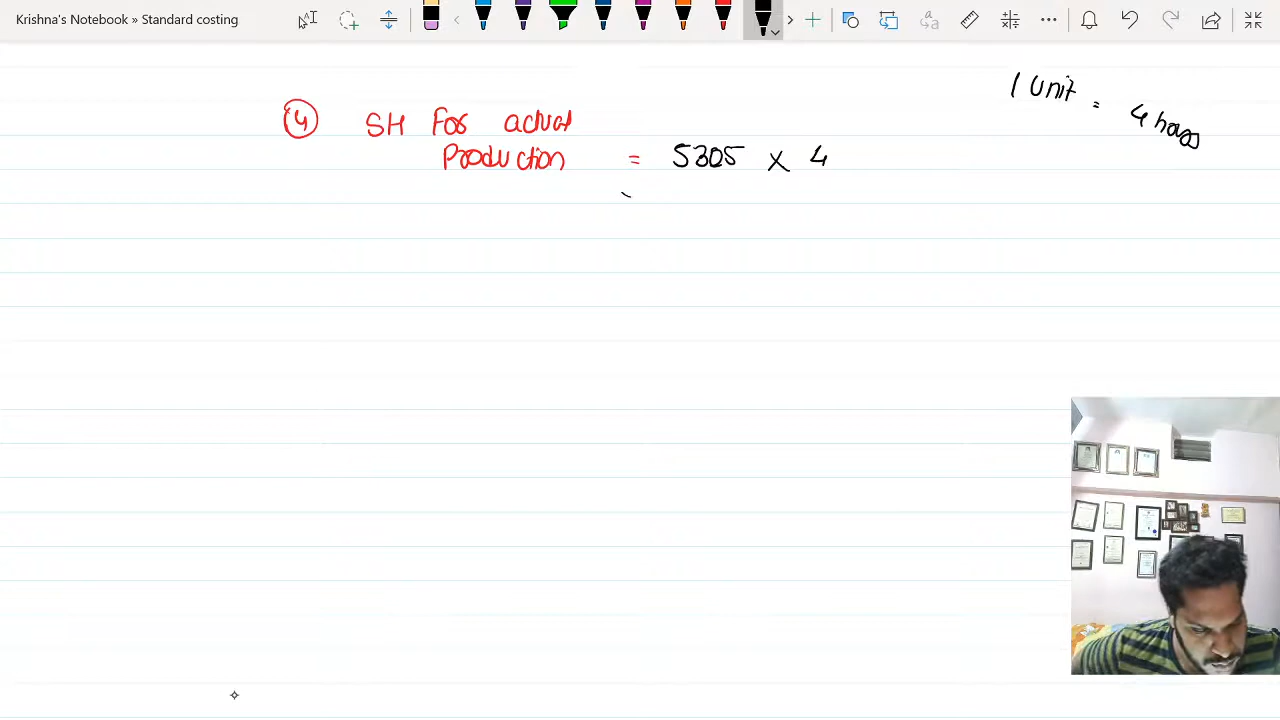 Krishna's Notebook » Standard costing
1 Unit = 4 hours
4 SH For actual
Production = 5305 × 4